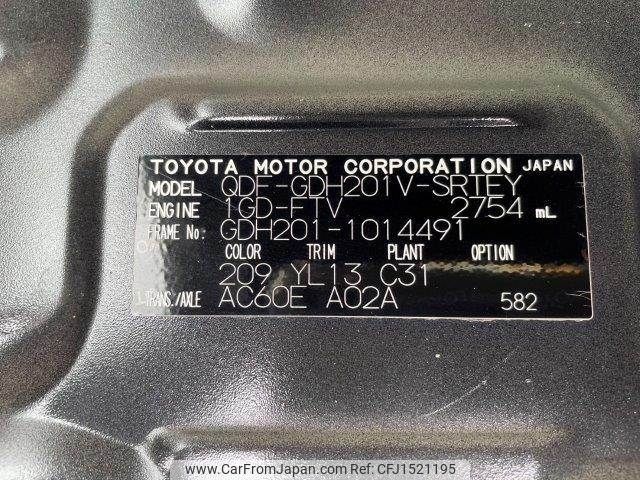 TOYOTA MOTOR CORPORATION JAPAN
MODEL QDF-GDH201V-SRTEY
ENGINE 1GD-FTV 2754 mL
FRAME No. GDH201-1014491
COLOR TRIM PLANT OPTION
209 YL13 C31
TRANS./AXLE AC60E A02A 582
www.CarFromJapan.com - CFJ1521195